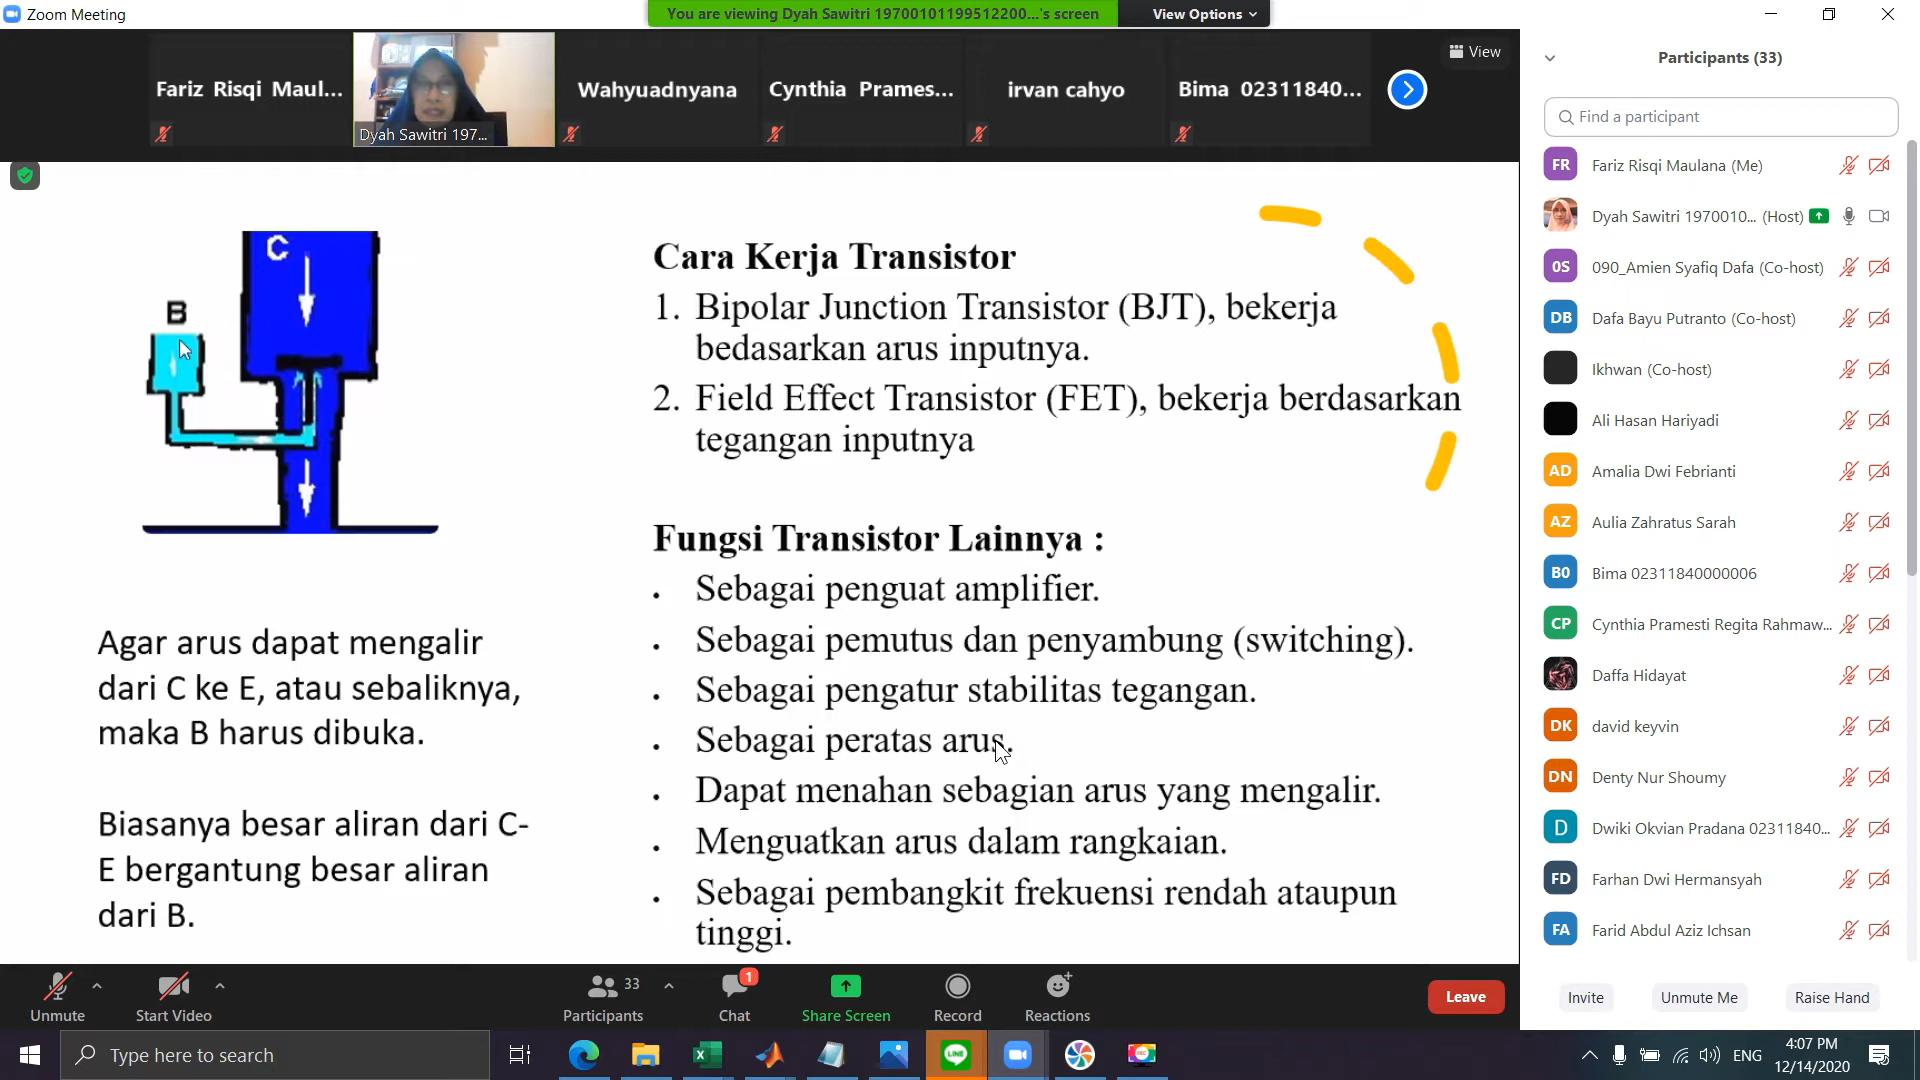 Zoom Meeting
You are viewing Dyah Sawitri 19700101199512200...'s screen
View Options
Fariz Risqi Maul...
Dyah Sawitri 197...
Wahyuadnyana
Cynthia Prames...
irvan cahyo
Bima 02311840...
View
C
B
Agar arus dapat mengalir
dari C ke E, atau sebaliknya,
maka B harus dibuka.
Biasanya besar aliran dari C-
E bergantung besar aliran
dari B.
Cara Kerja Transistor
1. Bipolar Junction Transistor (BJT), bekerja
bedasarkan arus inputnya.
2. Field Effect Transistor (FET), bekerja berdasarkan
tegangan inputnya
Fungsi Transistor Lainnya :
• Sebagai penguat amplifier.
• Sebagai pemutus dan penyambung (switching).
• Sebagai pengatur stabilitas tegangan.
• Sebagai peratas arus.
• Dapat menahan sebagian arus yang mengalir.
• Menguatkan arus dalam rangkaian.
• Sebagai pembangkit frekuensi rendah ataupun
tinggi.
Participants (33)
Find a participant
FR Fariz Risqi Maulana (Me)
Dyah Sawitri 1970010... (Host)
0S 090_Amien Syafiq Dafa (Co-host)
DB Dafa Bayu Putranto (Co-host)
Ikhwan (Co-host)
Ali Hasan Hariyadi
AD Amalia Dwi Febrianti
AZ Aulia Zahratus Sarah
B0 Bima 02311840000006
CP Cynthia Pramesti Regita Rahmaw...
Daffa Hidayat
DK david keyvin
DN Denty Nur Shoumy
D Dwiki Okvian Pradana 02311840...
FD Farhan Dwi Hermansyah
FA Farid Abdul Aziz Ichsan
Invite
Unmute Me
Raise Hand
Unmute
Start Video
33
Participants
1
Chat
Share Screen
Record
Reactions
Leave
Type here to search
LINE
REC
ENG
4:07 PM
12/14/2020